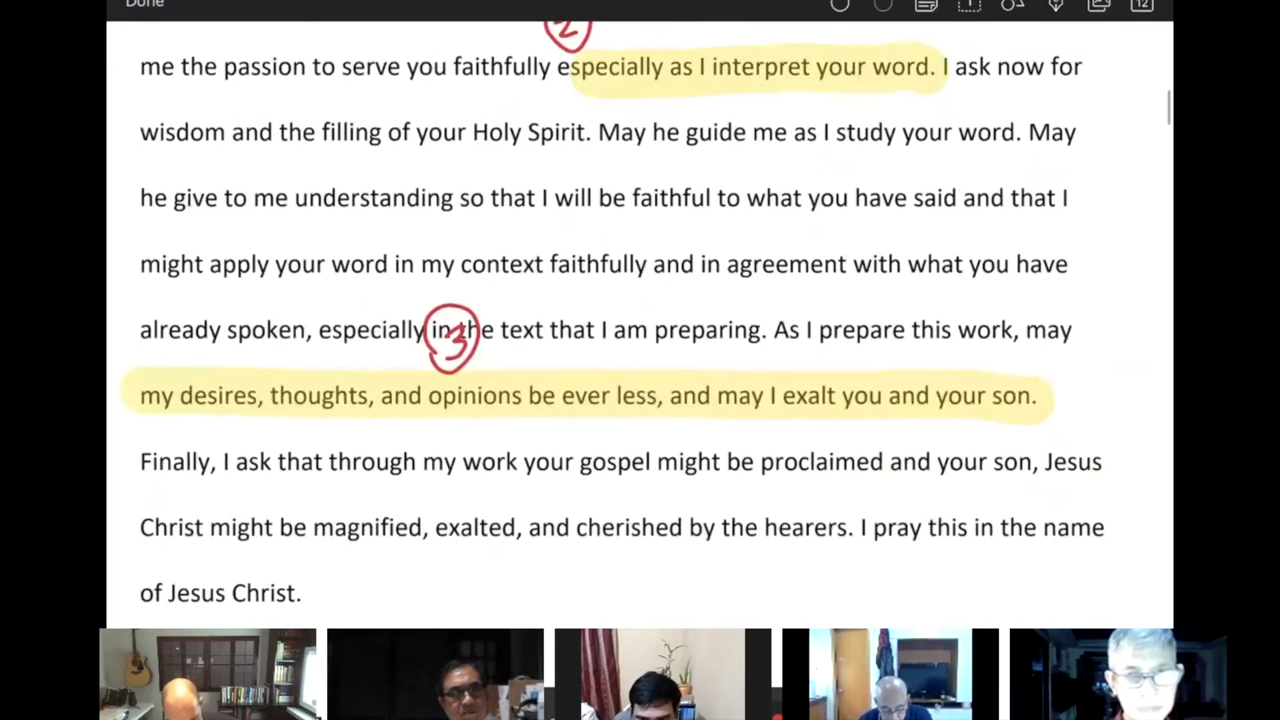 Done
2
me the passion to serve you faithfully especially as I interpret your word. I ask now for
wisdom and the filling of your Holy Spirit. May he guide me as I study your word. May
he give to me understanding so that I will be faithful to what you have said and that I
might apply your word in my context faithfully and in agreement with what you have
already spoken, especially in the text that I am preparing. As I prepare this work, may
3
my desires, thoughts, and opinions be ever less, and may I exalt you and your son.
Finally, I ask that through my work your gospel might be proclaimed and your son, Jesus
Christ might be magnified, exalted, and cherished by the hearers. I pray this in the name
of Jesus Christ.